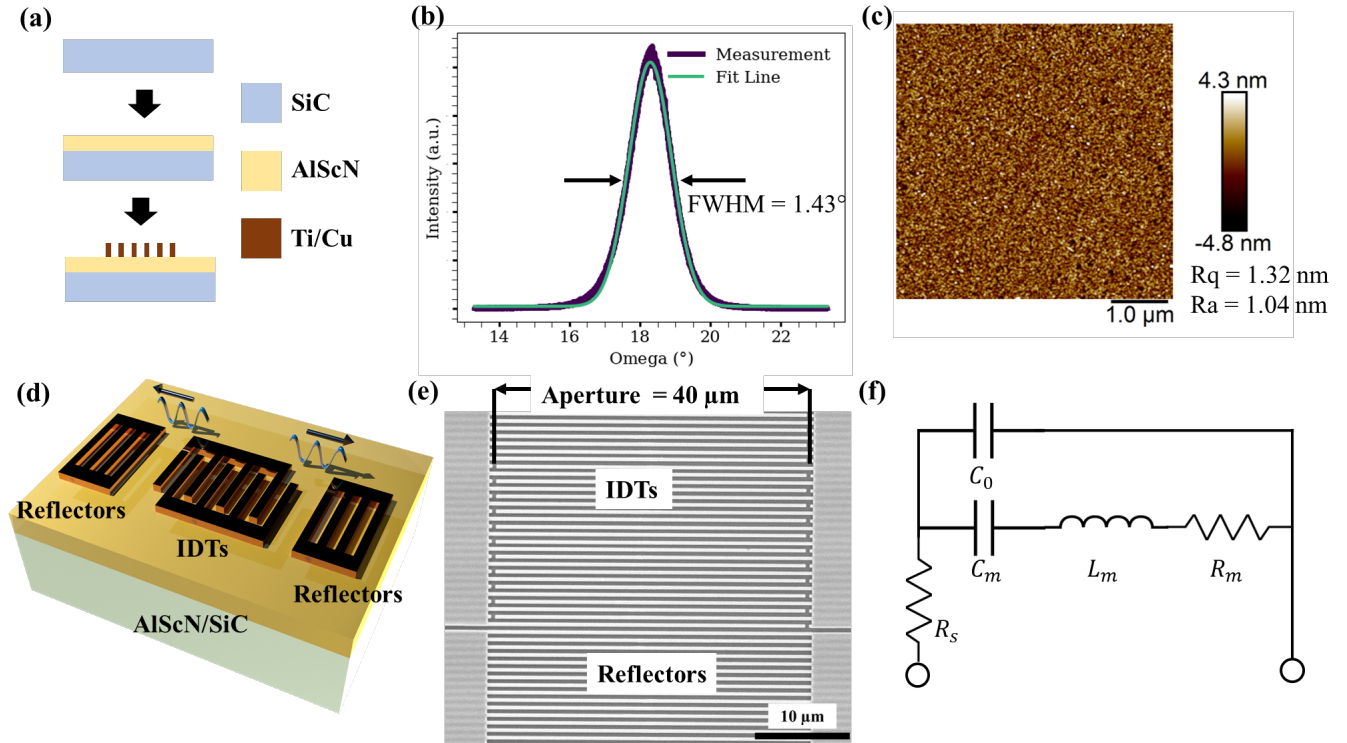 (a)
SiC
AlScN
Ti/Cu
(b)
Measurement
Fit Line
FWHM = 1.43°
Intensity (a.u.)
14 16 18 20 22
Omega (°)
(c)
4.3 nm
-4.8 nm
Rq = 1.32 nm
Ra = 1.04 nm
1.0 µm
(d)
Reflectors
IDTs
Reflectors
AlScN/SiC
(e)
Aperture = 40 µm
IDTs
Reflectors
10 µm
(f)
C₀
Cₘ Lₘ Rₘ
Rₛ